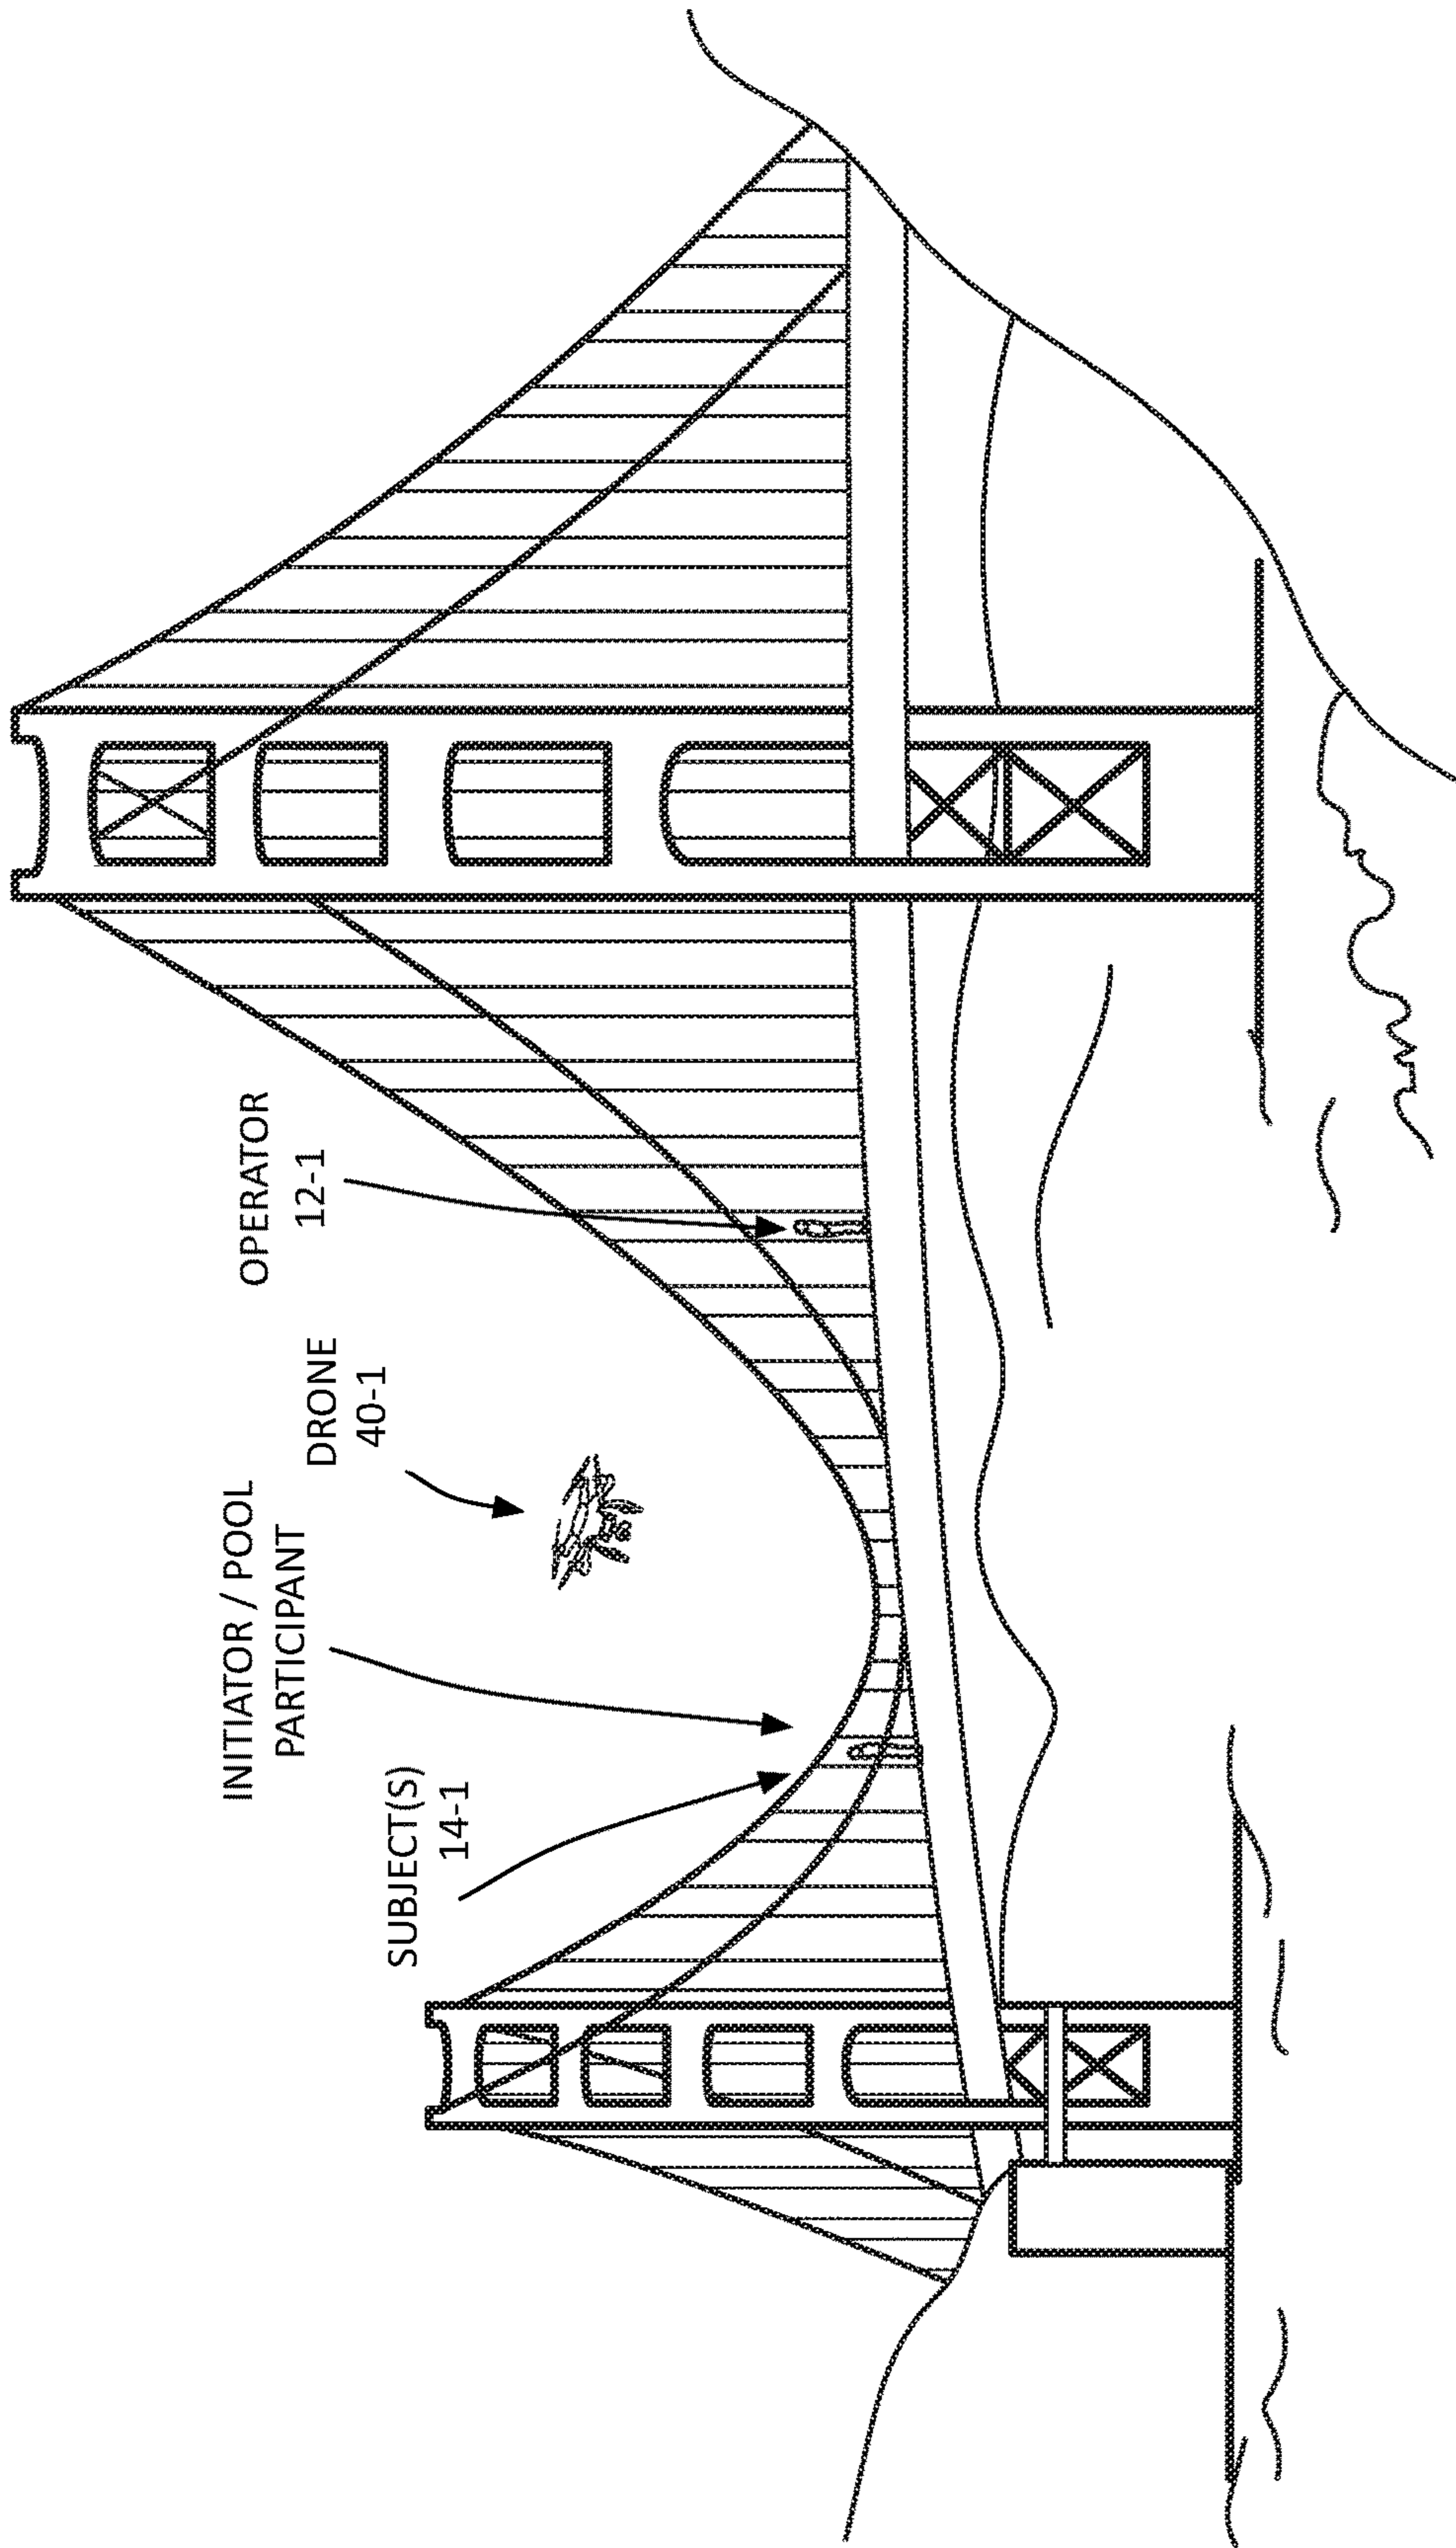 SUBJECT(S)
14-1
INITIATOR / POOL
PARTICIPANT
DRONE
40-1
OPERATOR
12-1